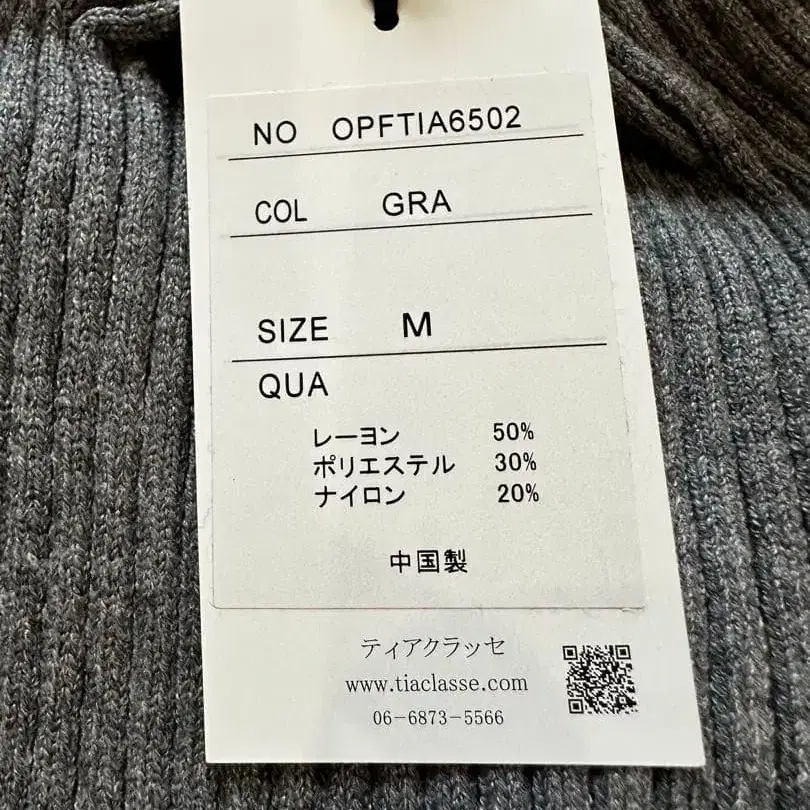 NO OPFTIA6502
COL GRA
SIZE M
QUA
レーヨン 50%
ポリエステル 30%
ナイロン 20%
中国製
ティアクラッセ
www.tiaclasse.com
06-6873-5566